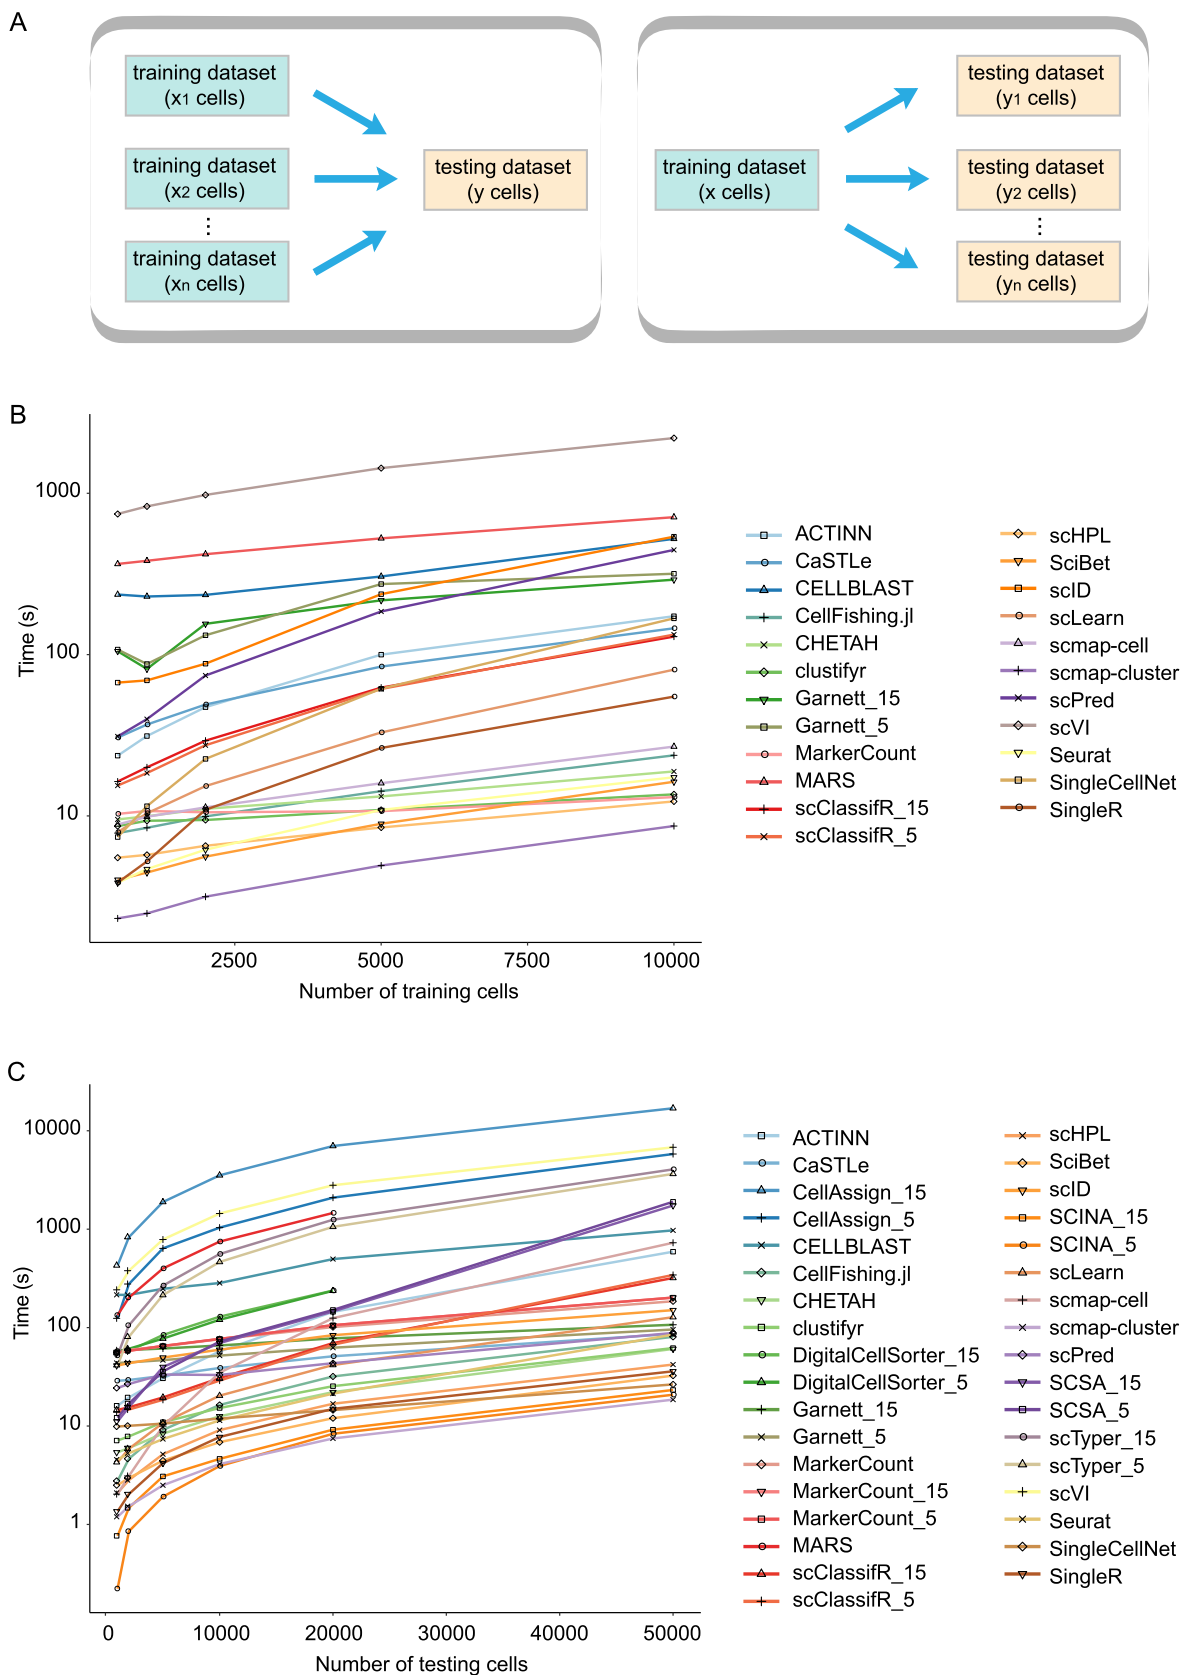 A
training dataset
(x1 cells)
training dataset
(x2 cells)
⋮
training dataset
(xn cells)
testing dataset
(y cells)
training dataset
(x cells)
testing dataset
(y1 cells)
testing dataset
(y2 cells)
⋮
testing dataset
(yn cells)
B
Time (s)
1000
100
10
2500
5000
7500
10000
Number of training cells
ACTINN
CaSTLe
CELLBLAST
CellFishing.jl
CHETAH
clustifyr
Garnett_15
Garnett_5
MarkerCount
MARS
scClassifR_15
scClassifR_5
scHPL
SciBet
scID
scLearn
scmap-cell
scmap-cluster
scPred
scVI
Seurat
SingleCellNet
SingleR
C
Time (s)
10000
1000
100
10
1
0
10000
20000
30000
40000
50000
Number of testing cells
ACTINN
CaSTLe
CellAssign_15
CellAssign_5
CELLBLAST
CellFishing.jl
CHETAH
clustifyr
DigitalCellSorter_15
DigitalCellSorter_5
Garnett_15
Garnett_5
MarkerCount
MarkerCount_15
MarkerCount_5
MARS
scClassifR_15
scClassifR_5
scHPL
SciBet
scID
SCINA_15
SCINA_5
scLearn
scmap-cell
scmap-cluster
scPred
SCSA_15
SCSA_5
scTyper_15
scTyper_5
scVI
Seurat
SingleCellNet
SingleR